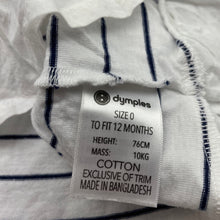 dymples
SIZE 0
TO FIT 12 MONTHS
HEIGHT: 76CM
MASS: 10KG
COTTON
EXCLUSIVE OF TRIM
MADE IN BANGLADESH